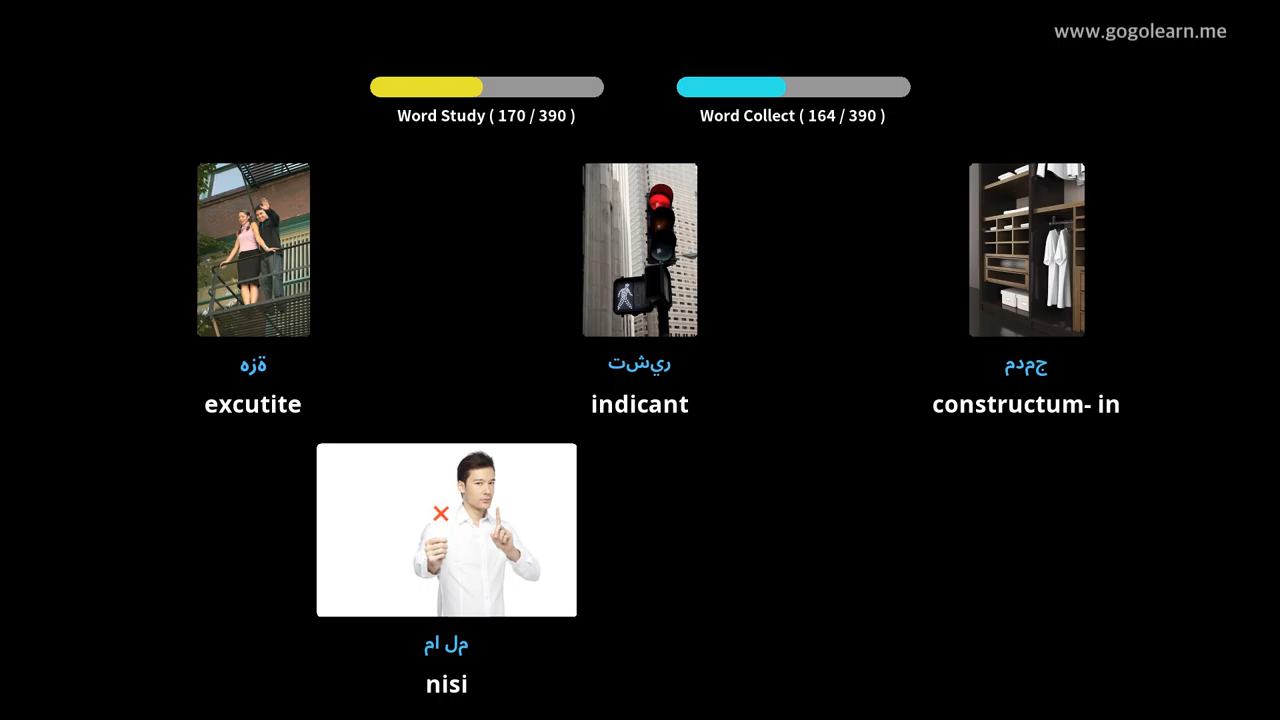 www.gogolearn.me
Word Study ( 170 / 390 )
Word Collect ( 164 / 390 )
ةزه
excutite
ريشت
indicant
جمدم
constructum- in
مل ام
nisi